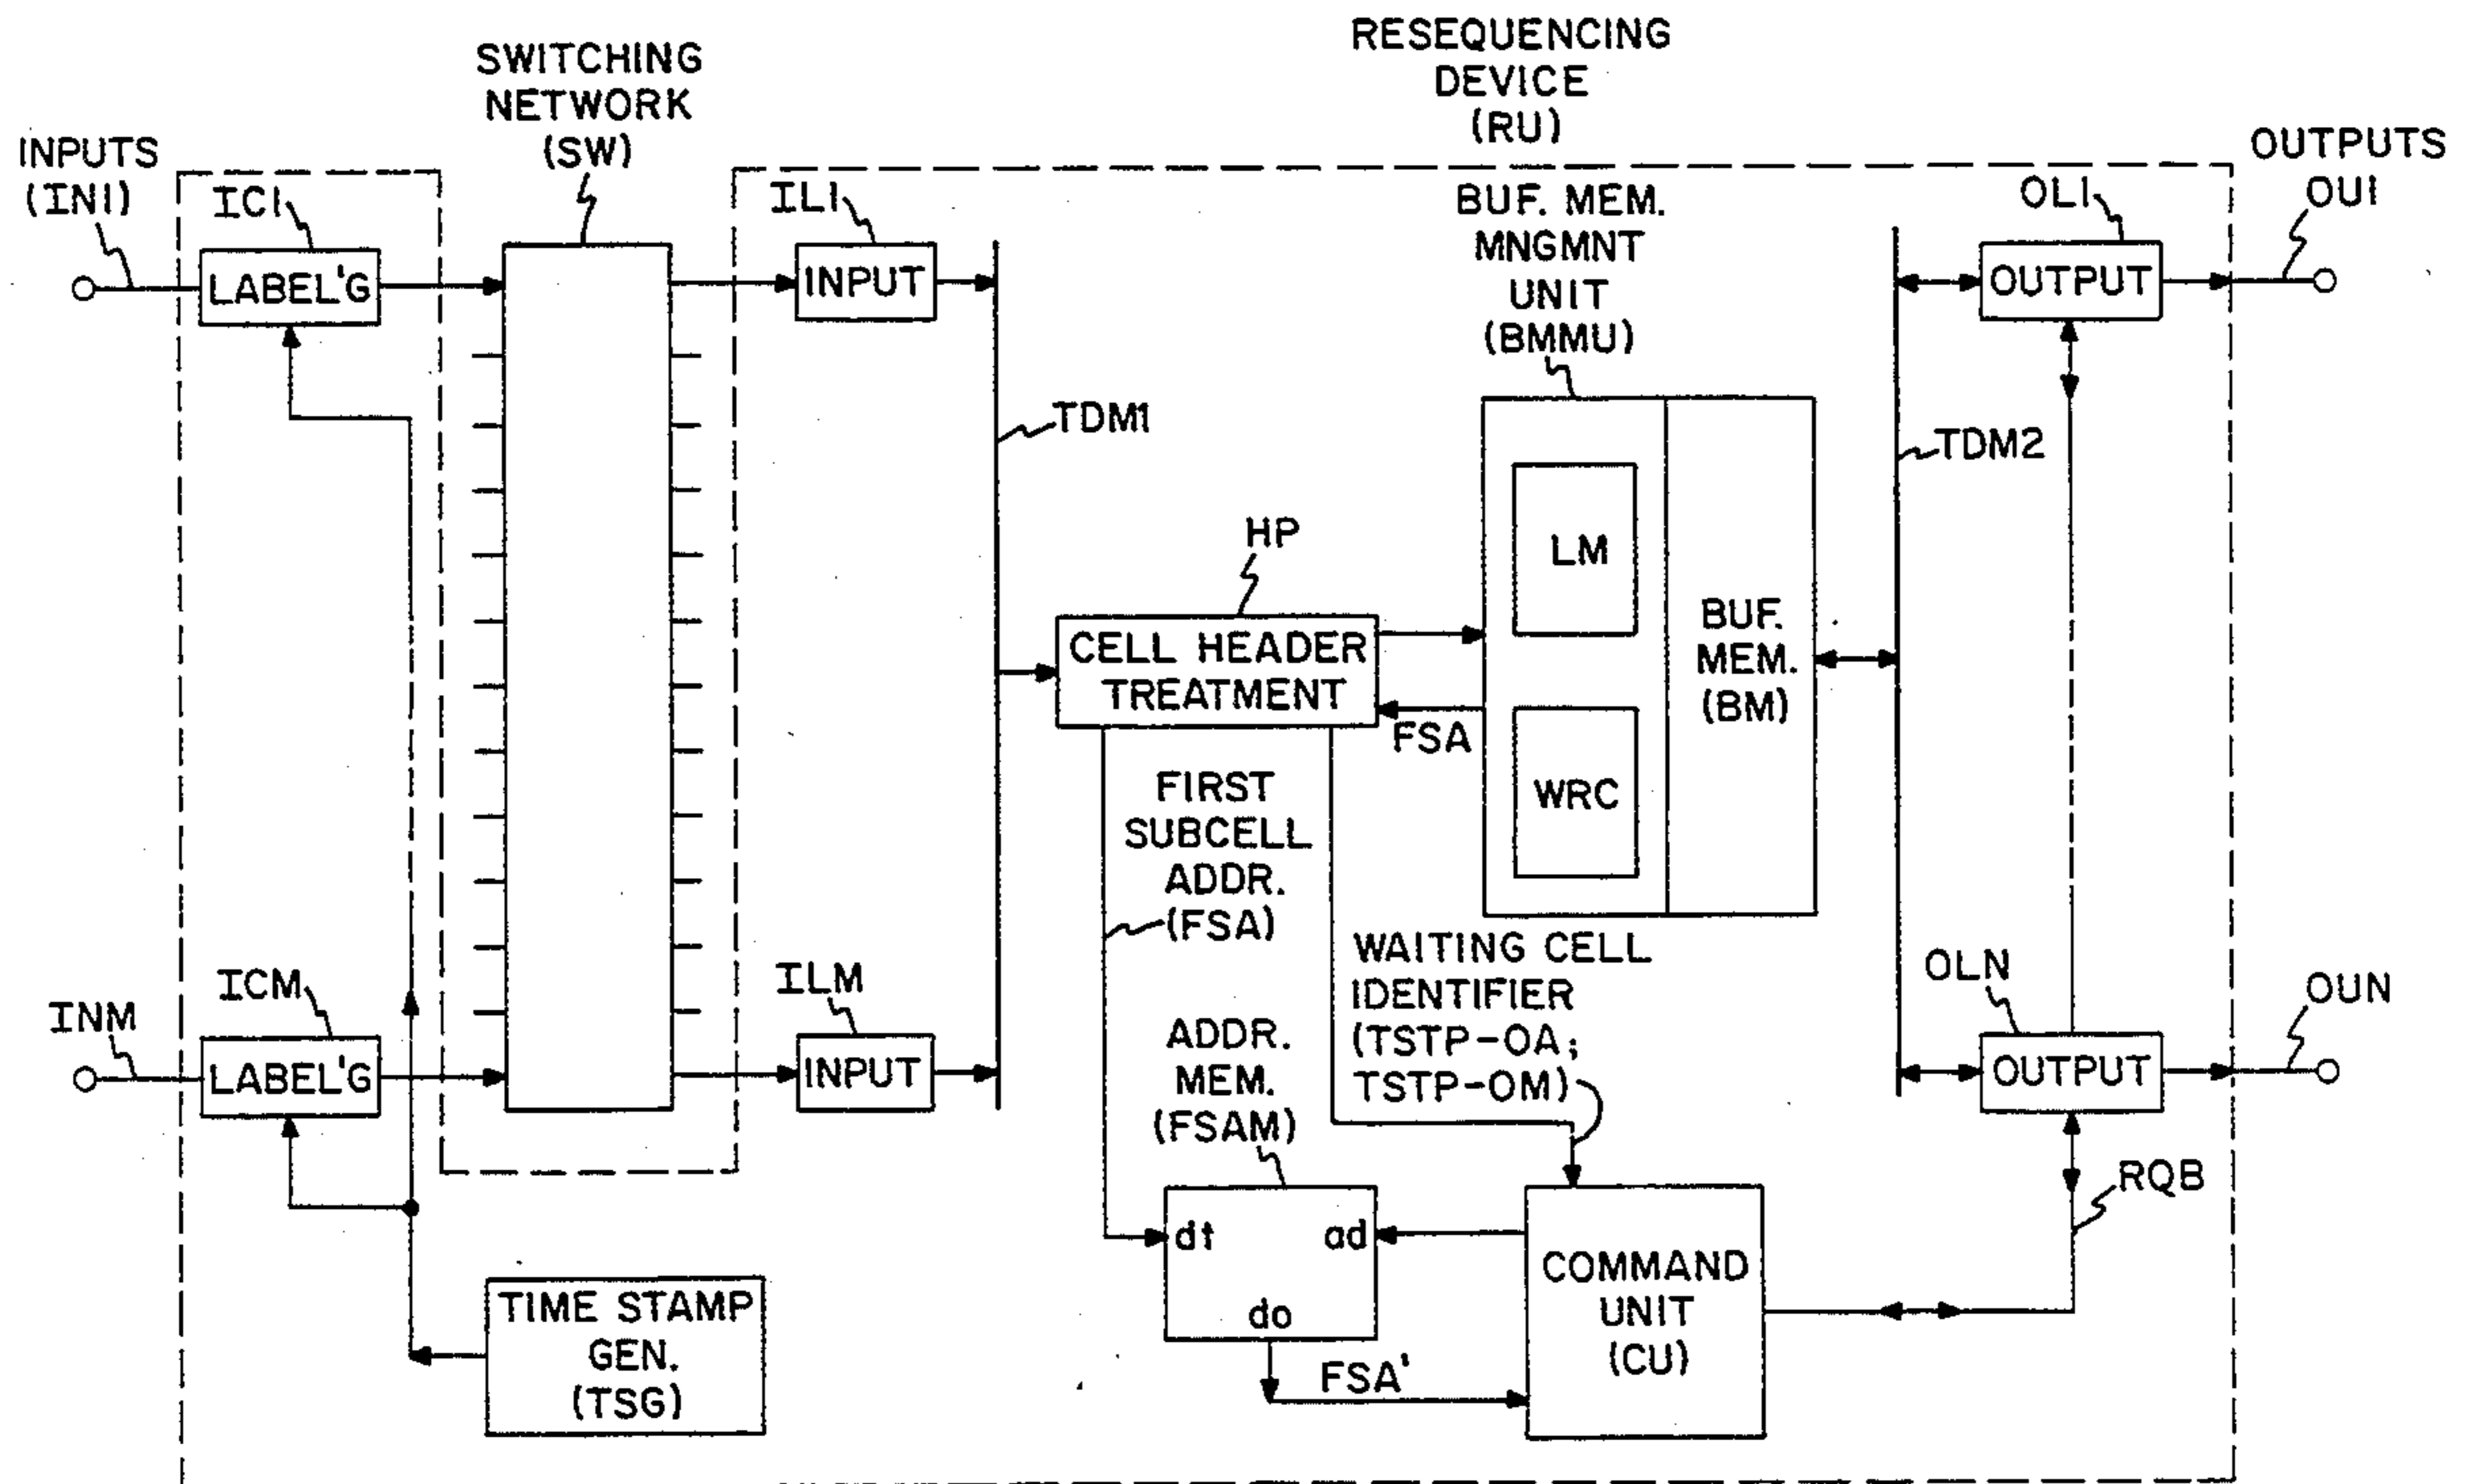 RESEQUENCING
DEVICE
(RU)
SWITCHING
NETWORK
(SW)
INPUTS
(IN1)
OUTPUTS
OU1
IC1
LABEL'G
IL1
INPUT
BUF. MEM.
MNGMNT
UNIT
(BMMU)
OL1
OUTPUT
TDM1
TDM2
HP
CELL HEADER
TREATMENT
LM
WRC
BUF.
MEM.
(BM)
FSA
FIRST
SUBCELL
ADDR.
(FSA)
WAITING CELL
IDENTIFIER
(TSTP-OA;
TSTP-OM)
INM
ICM
LABEL'G
ILM
INPUT
ADDR.
MEM.
(FSAM)
OLN
OUTPUT
OUN
RQB
dt
ad
do
FSA'
COMMAND
UNIT
(CU)
TIME STAMP
GEN.
(TSG)